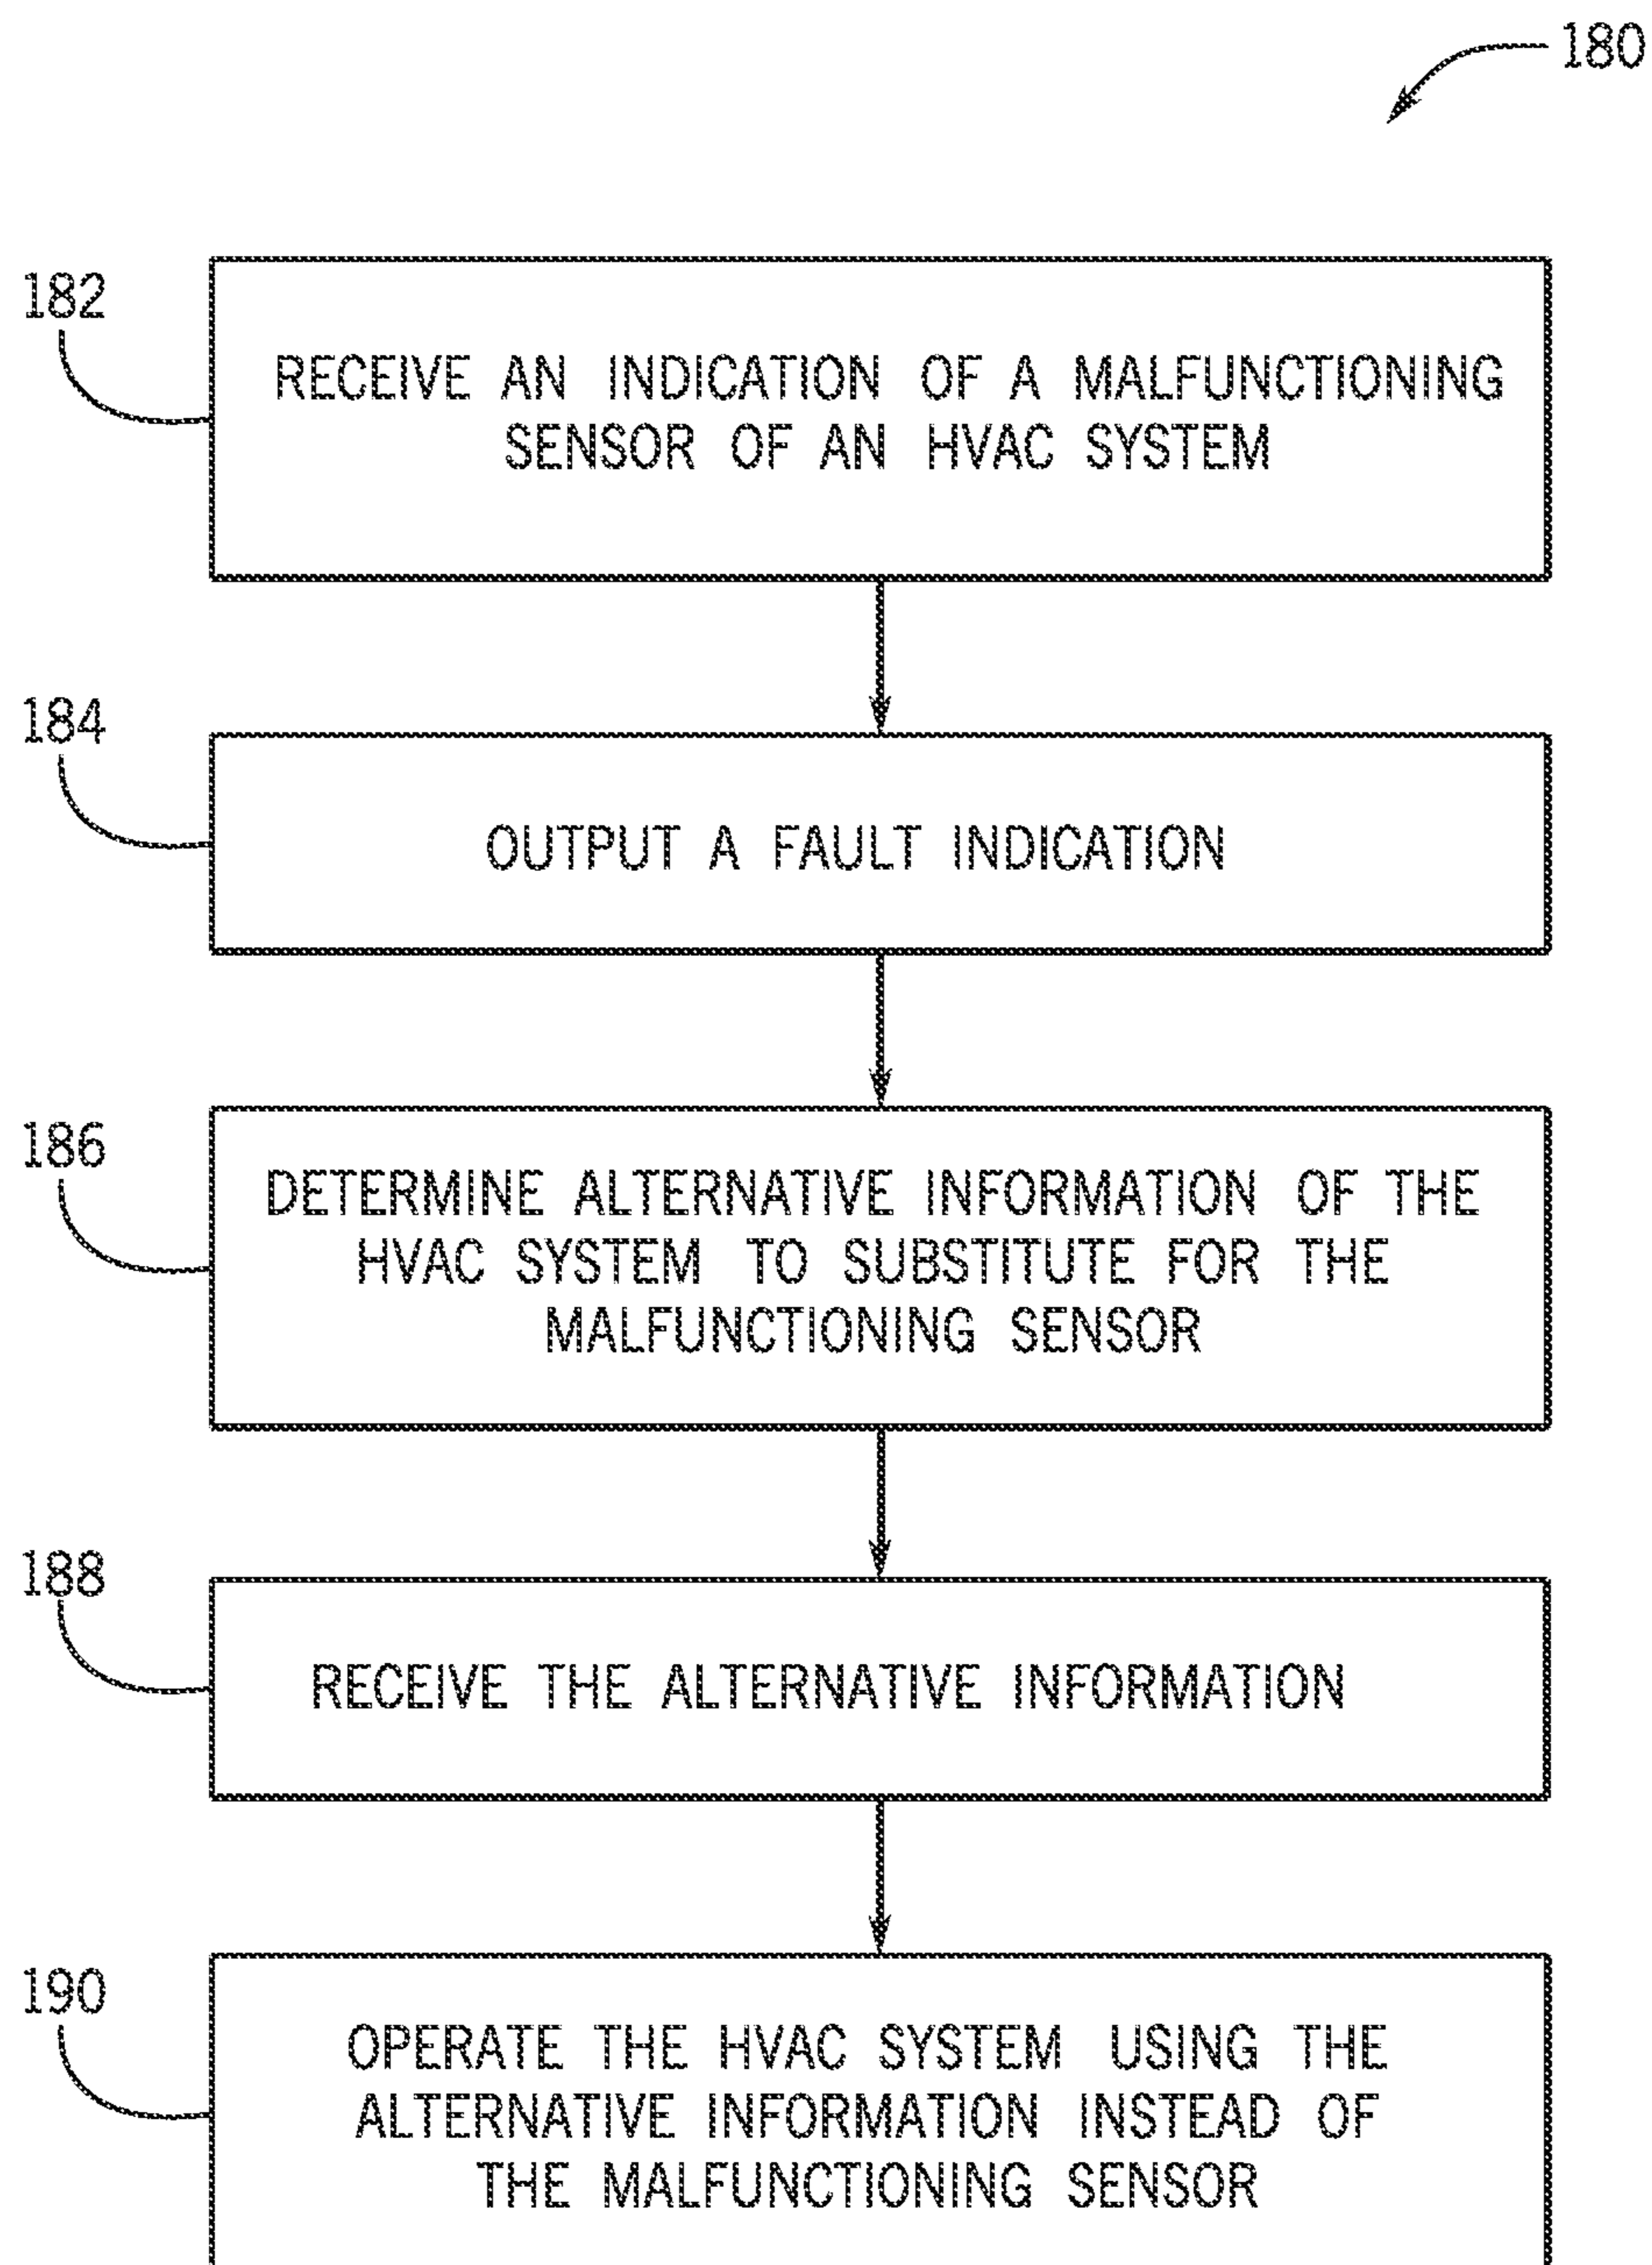 180
182
RECEIVE AN INDICATION OF A MALFUNCTIONING
SENSOR OF AN HVAC SYSTEM
184
OUTPUT A FAULT INDICATION
186
DETERMINE ALTERNATIVE INFORMATION OF THE
HVAC SYSTEM TO SUBSTITUTE FOR THE
MALFUNCTIONING SENSOR
188
RECEIVE THE ALTERNATIVE INFORMATION
190
OPERATE THE HVAC SYSTEM USING THE
ALTERNATIVE INFORMATION INSTEAD OF
THE MALFUNCTIONING SENSOR